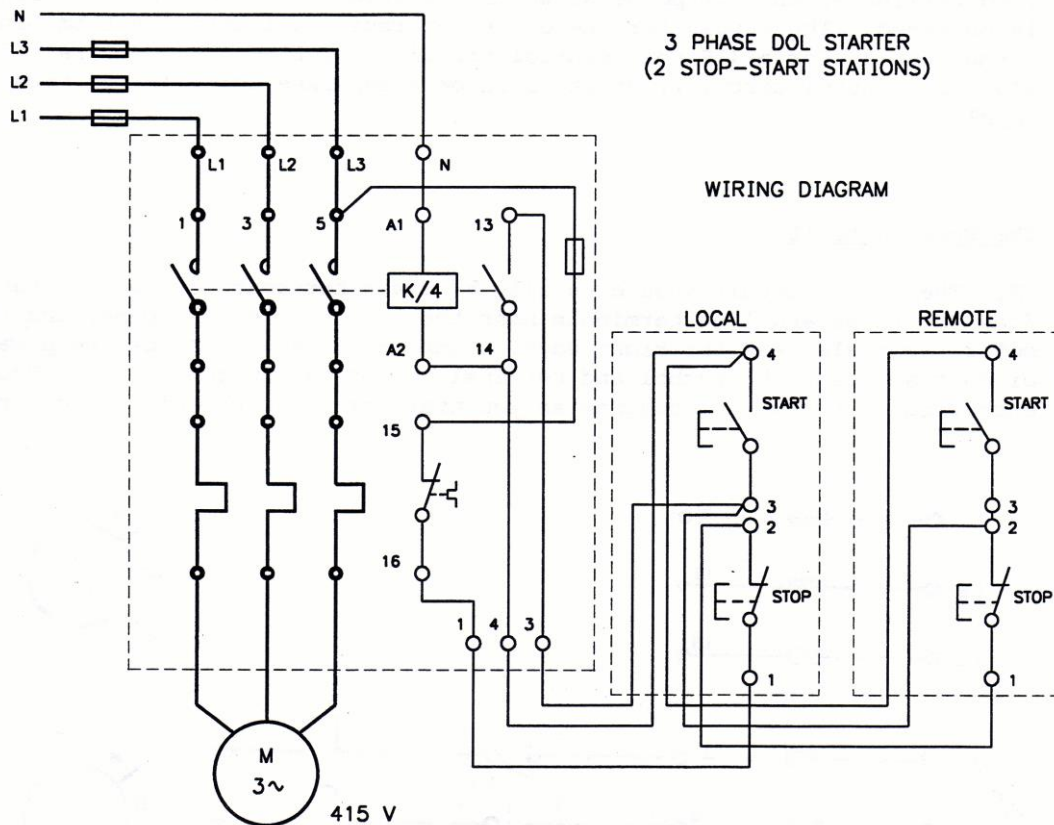 N
L3
L2
L1
3 PHASE DOL STARTER
(2 STOP-START STATIONS)
WIRING DIAGRAM
L1 L2 L3 N
1 3 5 A1 13
K/4
A2 14
15
16
1 4 3
M
3~
415 V
LOCAL
4
START
3
2
STOP
1
REMOTE
4
START
3
2
STOP
1